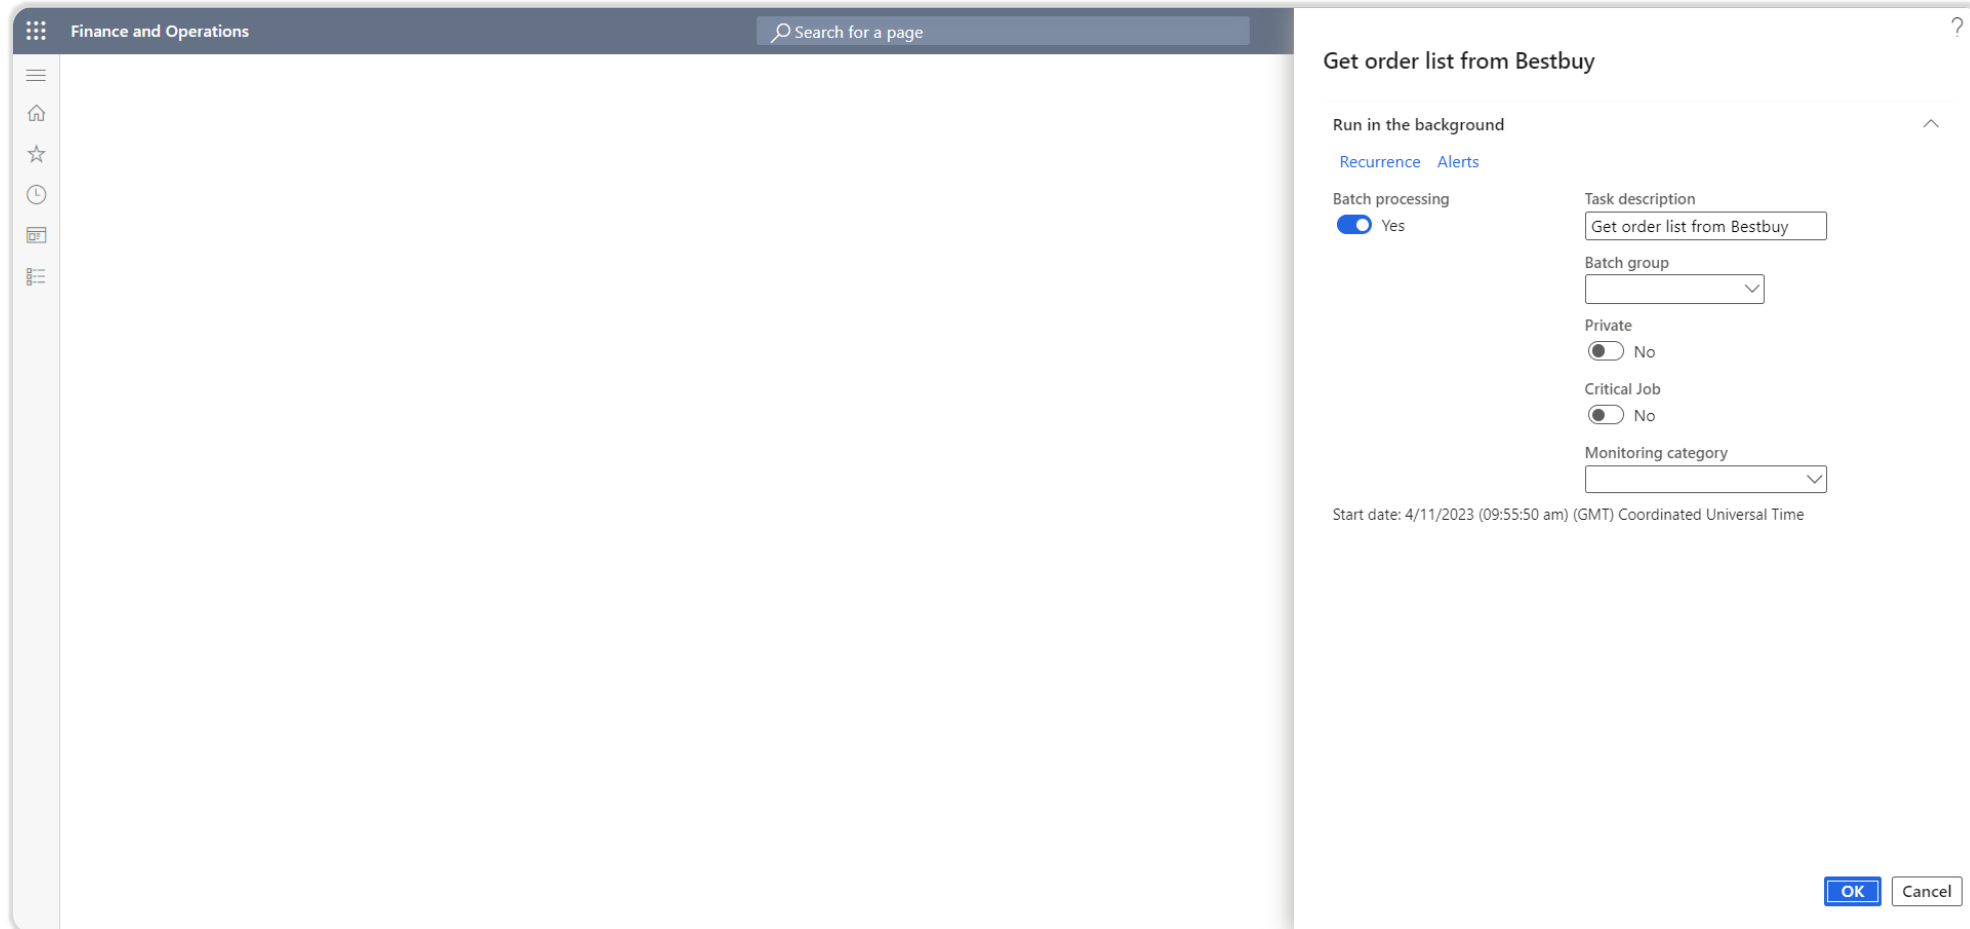 Finance and Operations
Search for a page
?
Get order list from Bestbuy
Run in the background
Recurrence Alerts
Batch processing
Yes
Task description
Get order list from Bestbuy
Batch group
Private
No
Critical Job
No
Monitoring category
Start date: 4/11/2023 (09:55:50 am) (GMT) Coordinated Universal Time
OK Cancel